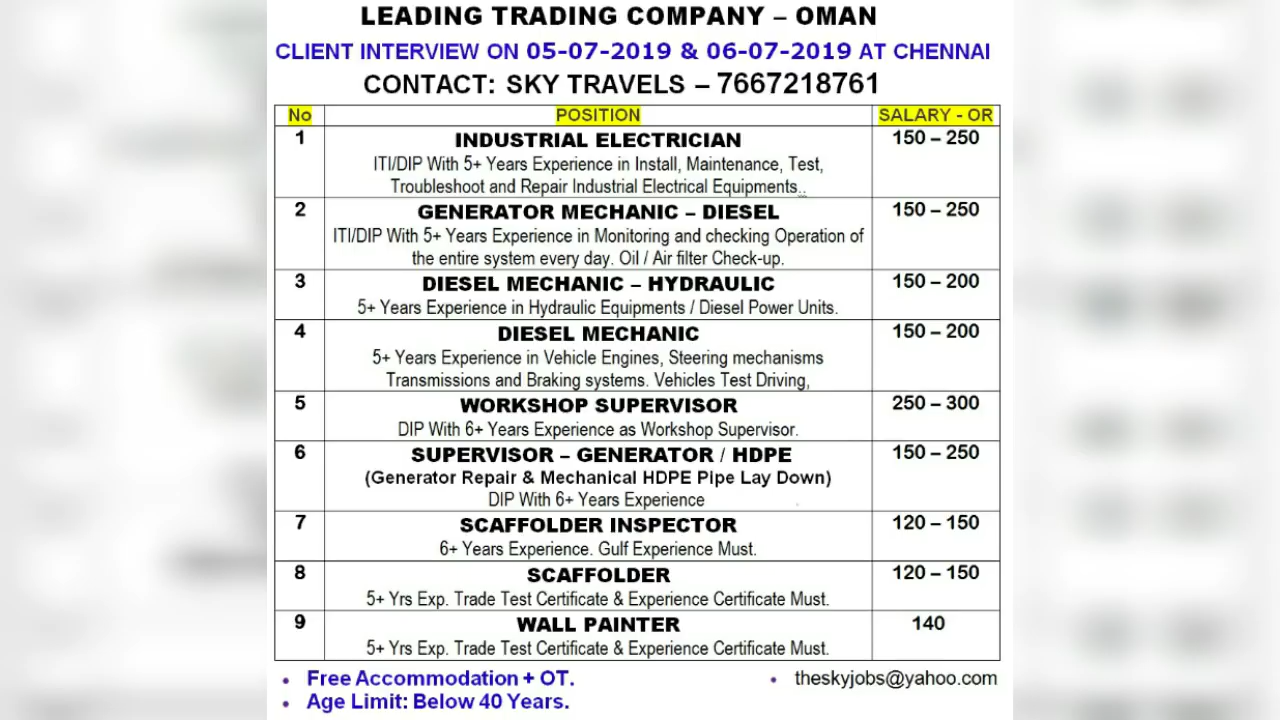 LEADING TRADING COMPANY – OMAN
CLIENT INTERVIEW ON 05-07-2019 & 06-07-2019 AT CHENNAI
CONTACT: SKY TRAVELS – 7667218761
No POSITION SALARY - OR
1 INDUSTRIAL ELECTRICIAN 150 – 250
ITI/DIP With 5+ Years Experience in Install, Maintenance, Test,
Troubleshoot and Repair Industrial Electrical Equipments..
2 GENERATOR MECHANIC – DIESEL 150 – 250
ITI/DIP With 5+ Years Experience in Monitoring and checking Operation of
the entire system every day. Oil / Air filter Check-up.
3 DIESEL MECHANIC – HYDRAULIC 150 – 200
5+ Years Experience in Hydraulic Equipments / Diesel Power Units.
4 DIESEL MECHANIC 150 – 200
5+ Years Experience in Vehicle Engines, Steering mechanisms
Transmissions and Braking systems. Vehicles Test Driving,
5 WORKSHOP SUPERVISOR 250 – 300
DIP With 6+ Years Experience as Workshop Supervisor.
6 SUPERVISOR – GENERATOR / HDPE 150 – 250
(Generator Repair & Mechanical HDPE Pipe Lay Down)
DIP With 6+ Years Experience
7 SCAFFOLDER INSPECTOR 120 – 150
6+ Years Experience. Gulf Experience Must.
8 SCAFFOLDER 120 – 150
5+ Yrs Exp. Trade Test Certificate & Experience Certificate Must.
9 WALL PAINTER 140
5+ Yrs Exp. Trade Test Certificate & Experience Certificate Must.
• Free Accommodation + OT. • theskyjobs@yahoo.com
• Age Limit: Below 40 Years.